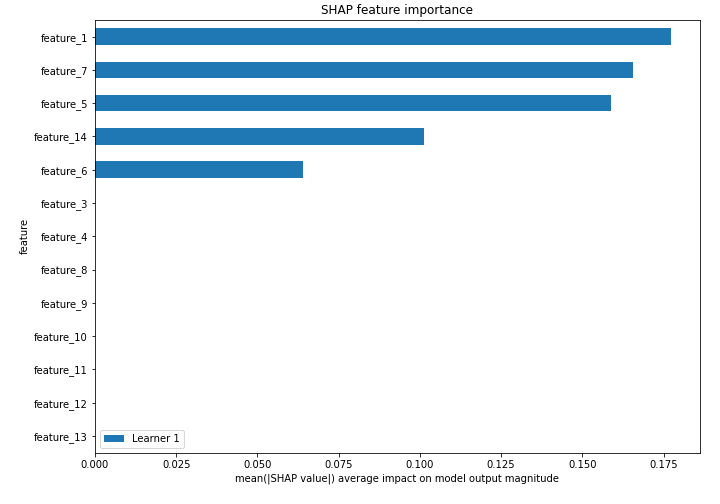 SHAP feature importance
feature_1
feature_7
feature_5
feature_14
feature_6
feature_3
feature_4
feature_8
feature_9
feature_10
feature_11
feature_12
feature_13
feature
Learner 1
0.000 0.025 0.050 0.075 0.100 0.125 0.150 0.175
mean(|SHAP value|) average impact on model output magnitude